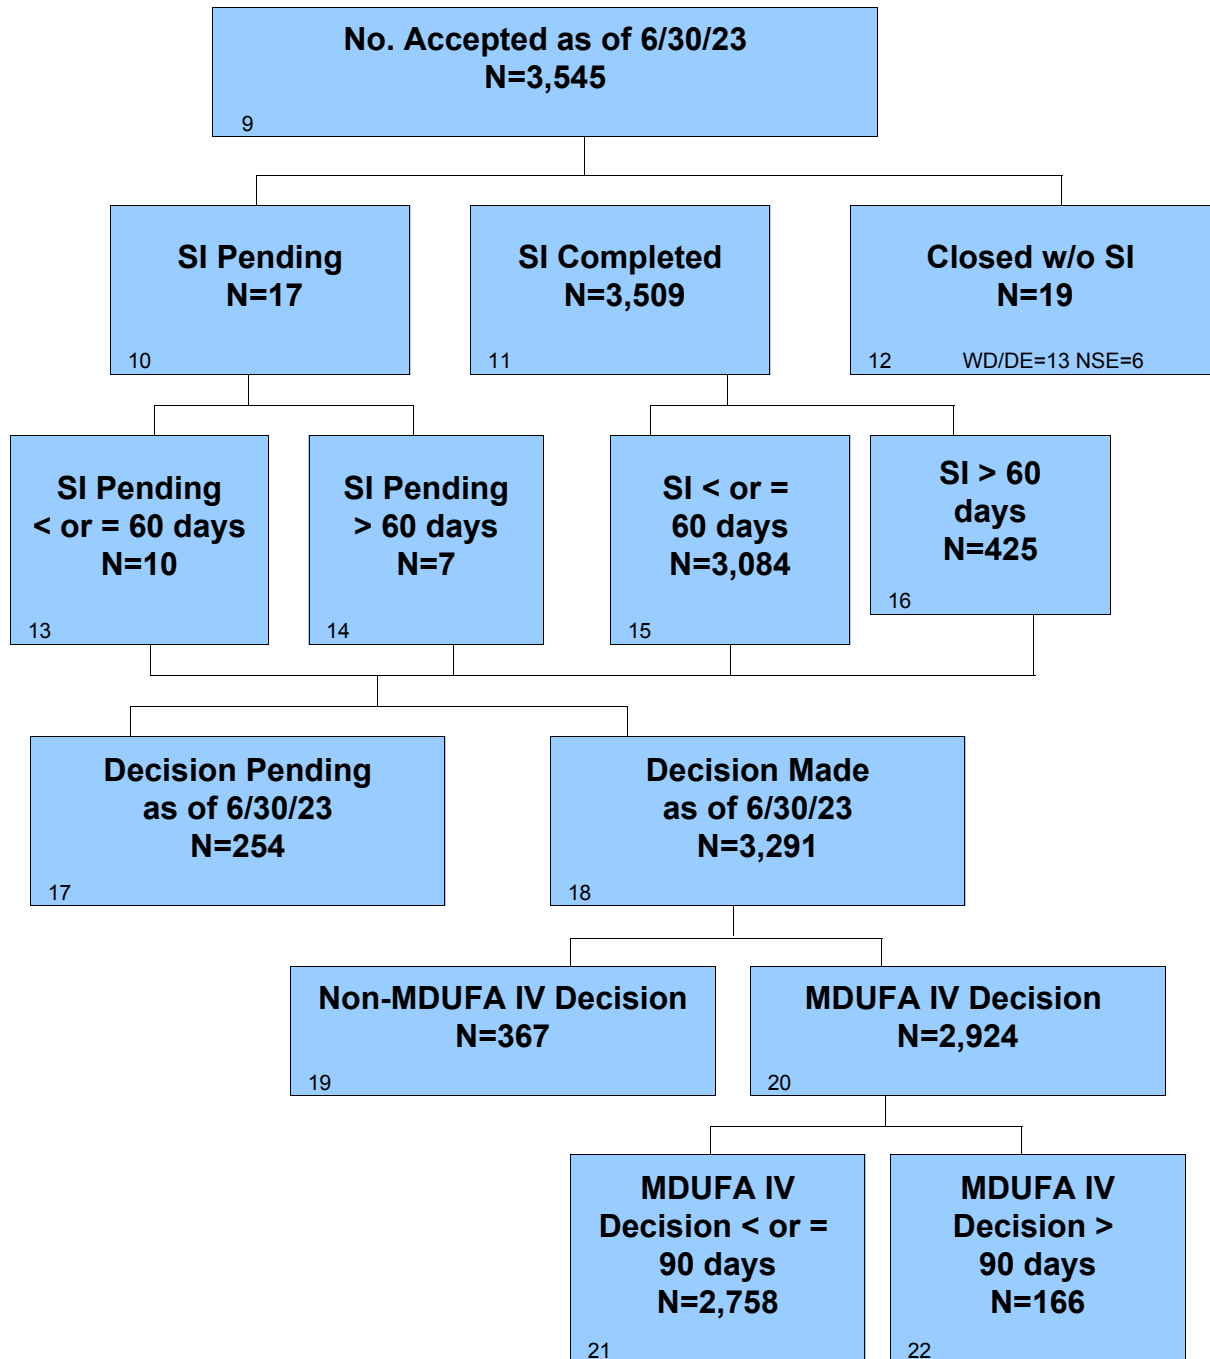 No. Accepted as of 6/30/23
N=3,545
9
SI Pending
N=17
10
SI Completed
N=3,509
11
Closed w/o SI
N=19
12 WD/DE=13 NSE=6
SI Pending
< or = 60 days
N=10
13
SI Pending
> 60 days
N=7
14
SI < or =
60 days
N=3,084
15
SI > 60
days
N=425
16
Decision Pending
as of 6/30/23
N=254
17
Decision Made
as of 6/30/23
N=3,291
18
Non-MDUFA IV Decision
N=367
19
MDUFA IV Decision
N=2,924
20
MDUFA IV
Decision < or =
90 days
N=2,758
21
MDUFA IV
Decision >
90 days
N=166
22